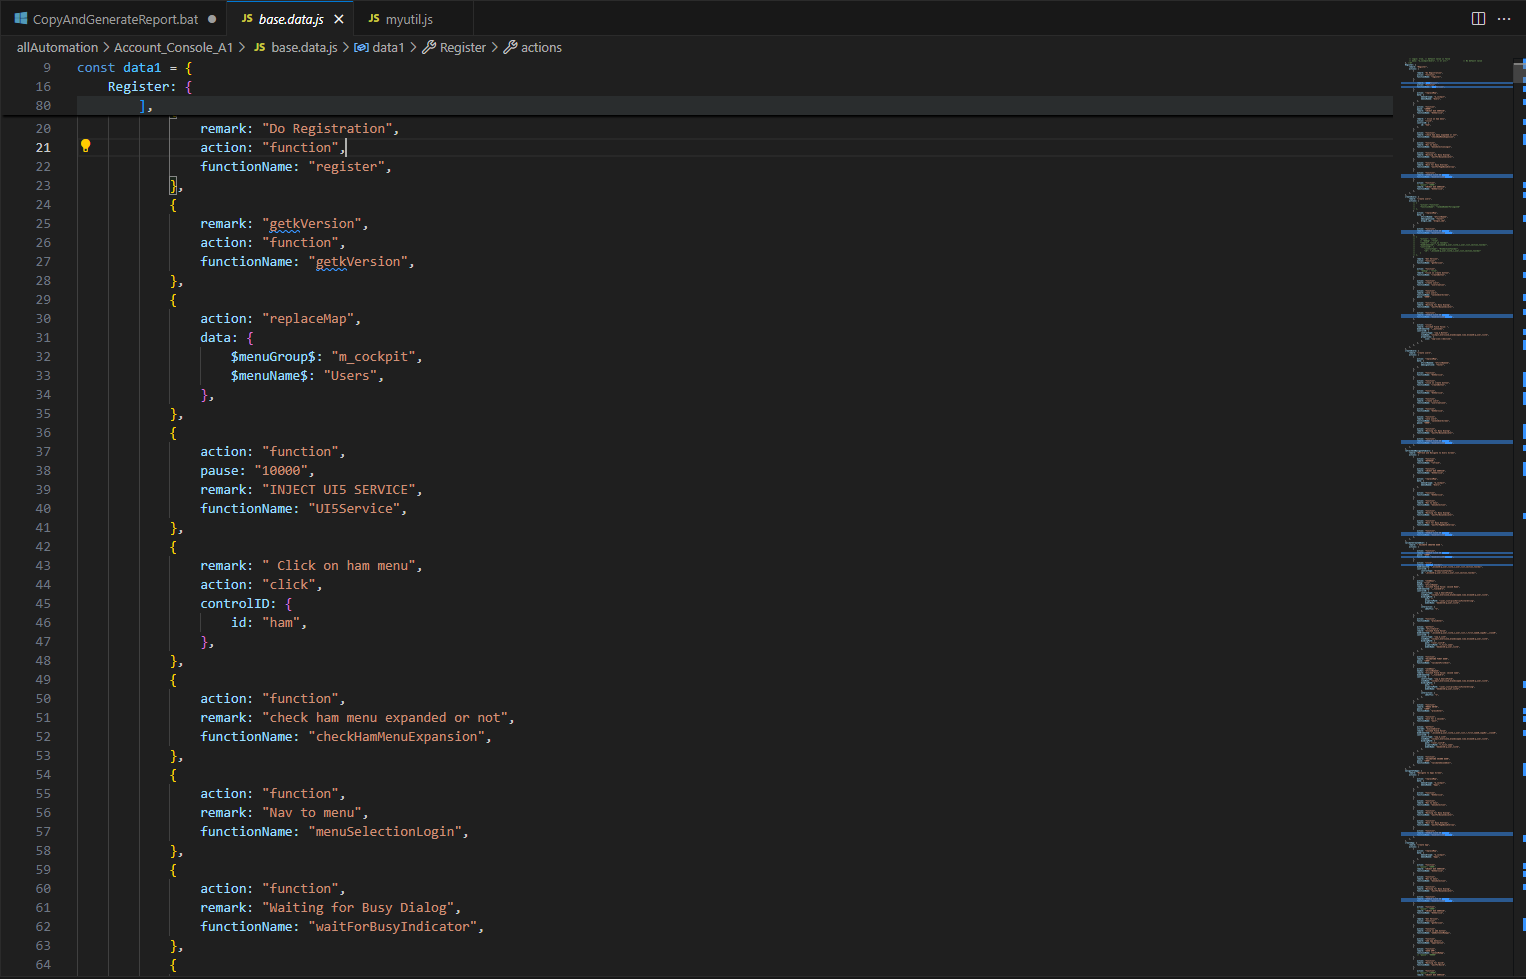 CopyAndGenerateReport.bat
JS base.data.js
JS myutil.js
allAutomation > Account_Console_A1 > JS base.data.js > data1 > Register > actions
9 const data1 = {
16 Register: {
80 ],
20 remark: "Do Registration",
21 action: "function",
22 functionName: "register",
23 },
24 {
25 remark: "getkVersion",
26 action: "function",
27 functionName: "getkVersion",
28 },
29 {
30 action: "replaceMap",
31 data: {
32 $menuGroup$: "m_cockpit",
33 $menuName$: "Users",
34 },
35 },
36 {
37 action: "function",
38 pause: "10000",
39 remark: "INJECT UI5 SERVICE",
40 functionName: "UI5Service",
41 },
42 {
43 remark: " Click on ham menu",
44 action: "click",
45 controlID: {
46 id: "ham",
47 },
48 },
49 {
50 action: "function",
51 remark: "check ham menu expanded or not",
52 functionName: "checkHamMenuExpansion",
53 },
54 {
55 action: "function",
56 remark: "Nav to menu",
57 functionName: "menuSelectionLogin",
58 },
59 {
60 action: "function",
61 remark: "Waiting for Busy Dialog",
62 functionName: "waitForBusyIndicator",
63 },
64 {